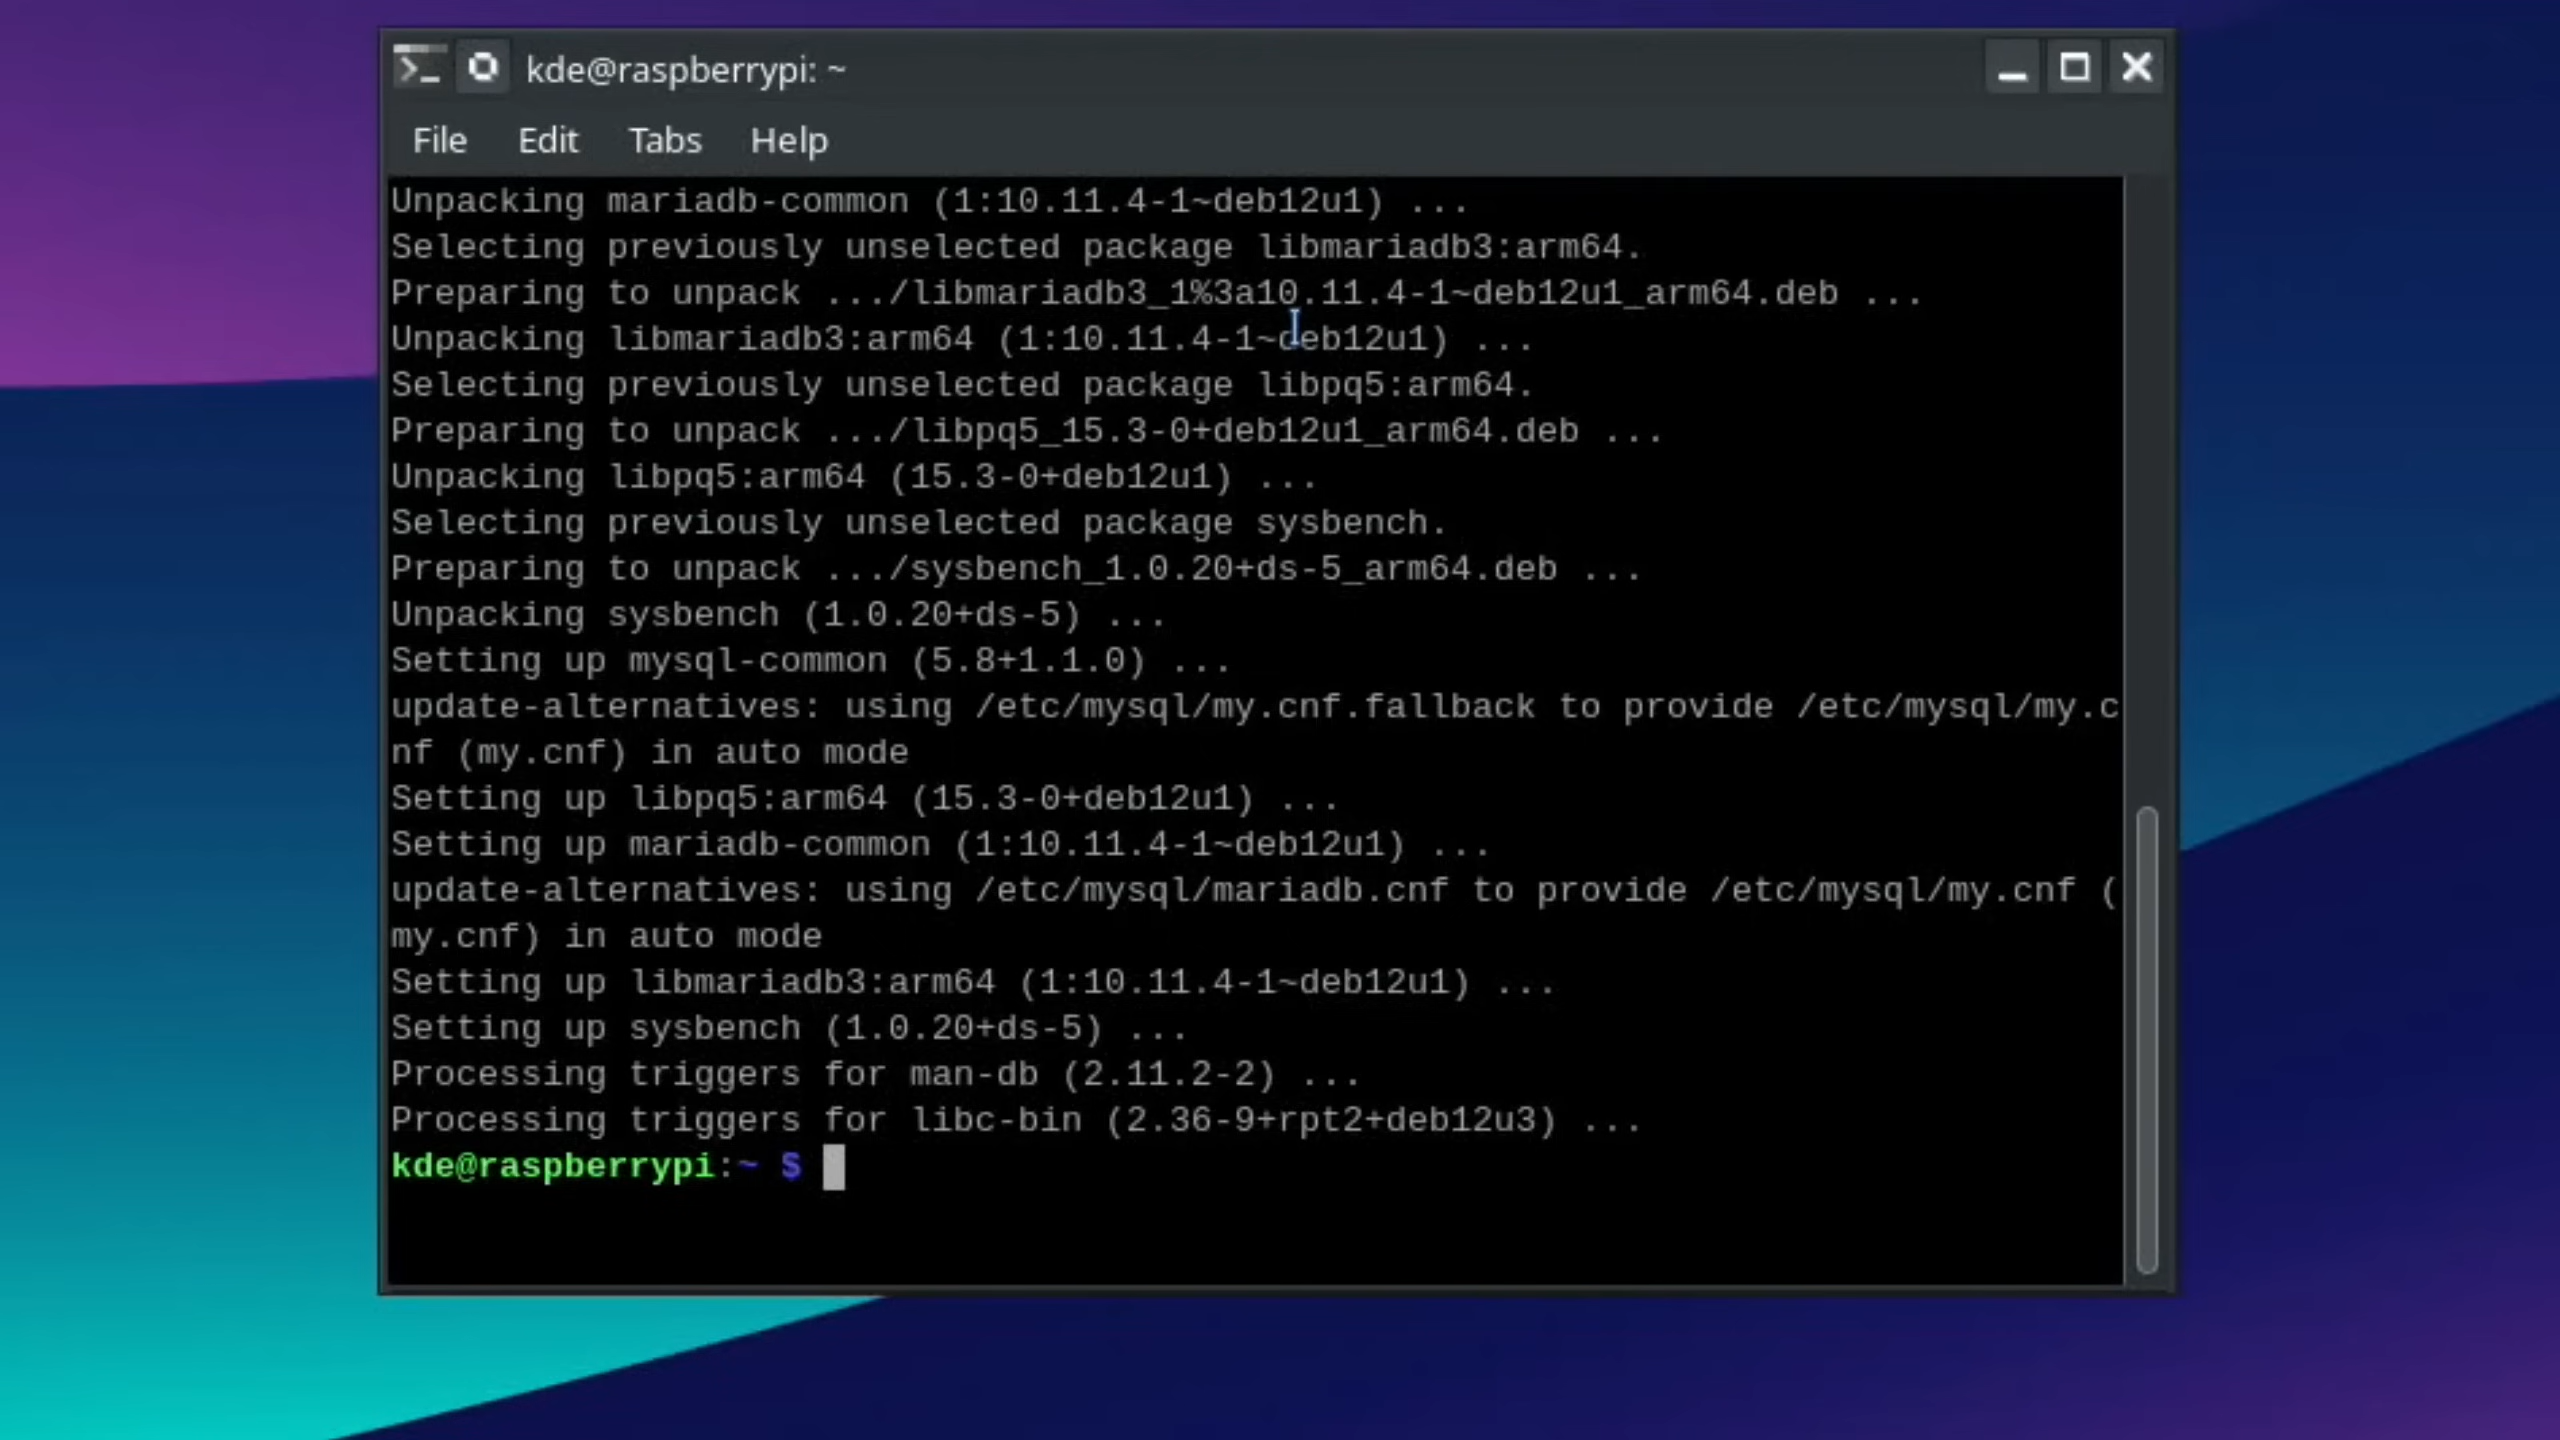 kde@raspberrypi: ~
File Edit Tabs Help
Unpacking mariadb-common (1:10.11.4-1~deb12u1) ...
Selecting previously unselected package libmariadb3:arm64.
Preparing to unpack .../libmariadb3_1%3a10.11.4-1~deb12u1_arm64.deb ...
Unpacking libmariadb3:arm64 (1:10.11.4-1~deb12u1) ...
Selecting previously unselected package libpq5:arm64.
Preparing to unpack .../libpq5_15.3-0+deb12u1_arm64.deb ...
Unpacking libpq5:arm64 (15.3-0+deb12u1) ...
Selecting previously unselected package sysbench.
Preparing to unpack .../sysbench_1.0.20+ds-5_arm64.deb ...
Unpacking sysbench (1.0.20+ds-5) ...
Setting up mysql-common (5.8+1.1.0) ...
update-alternatives: using /etc/mysql/my.cnf.fallback to provide /etc/mysql/my.c
nf (my.cnf) in auto mode
Setting up libpq5:arm64 (15.3-0+deb12u1) ...
Setting up mariadb-common (1:10.11.4-1~deb12u1) ...
update-alternatives: using /etc/mysql/mariadb.cnf to provide /etc/mysql/my.cnf (
my.cnf) in auto mode
Setting up libmariadb3:arm64 (1:10.11.4-1~deb12u1) ...
Setting up sysbench (1.0.20+ds-5) ...
Processing triggers for man-db (2.11.2-2) ...
Processing triggers for libc-bin (2.36-9+rpt2+deb12u3) ...
kde@raspberrypi:~ $